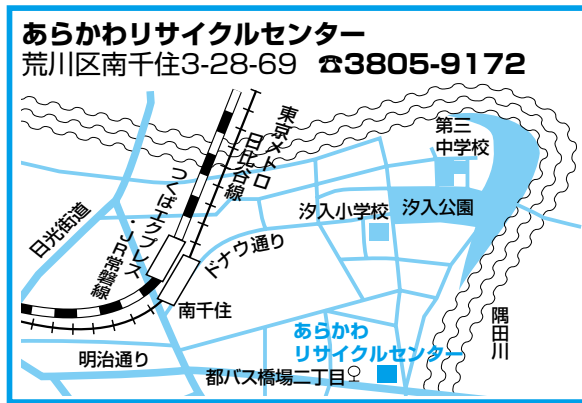 あらかわリサイクルセンター
荒川区南千住3-28-69 ☎3805-9172
東京メトロ
日比谷線
第三
中学校
つくばエクプレス
・JR常磐線
日光街道
汐入小学校
汐入公園
ドナウ通り
南千住
隅田川
明治通り
あらかわ
リサイクルセンター
都バス橋場二丁目